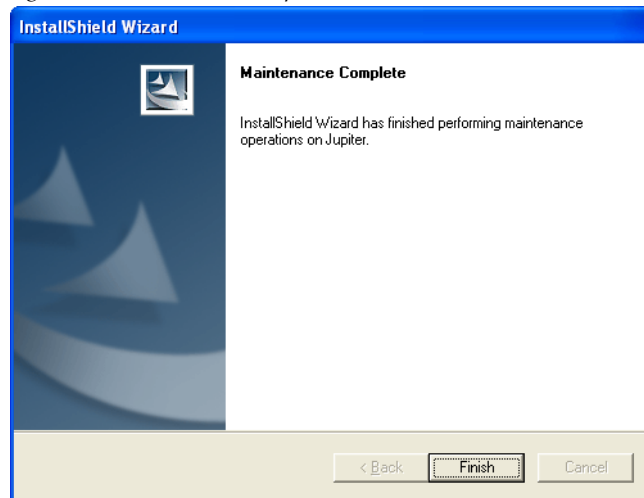 InstallShield Wizard
Maintenance Complete
InstallShield Wizard has finished performing maintenance
operations on Jupiter.
< Back
Finish
Cancel